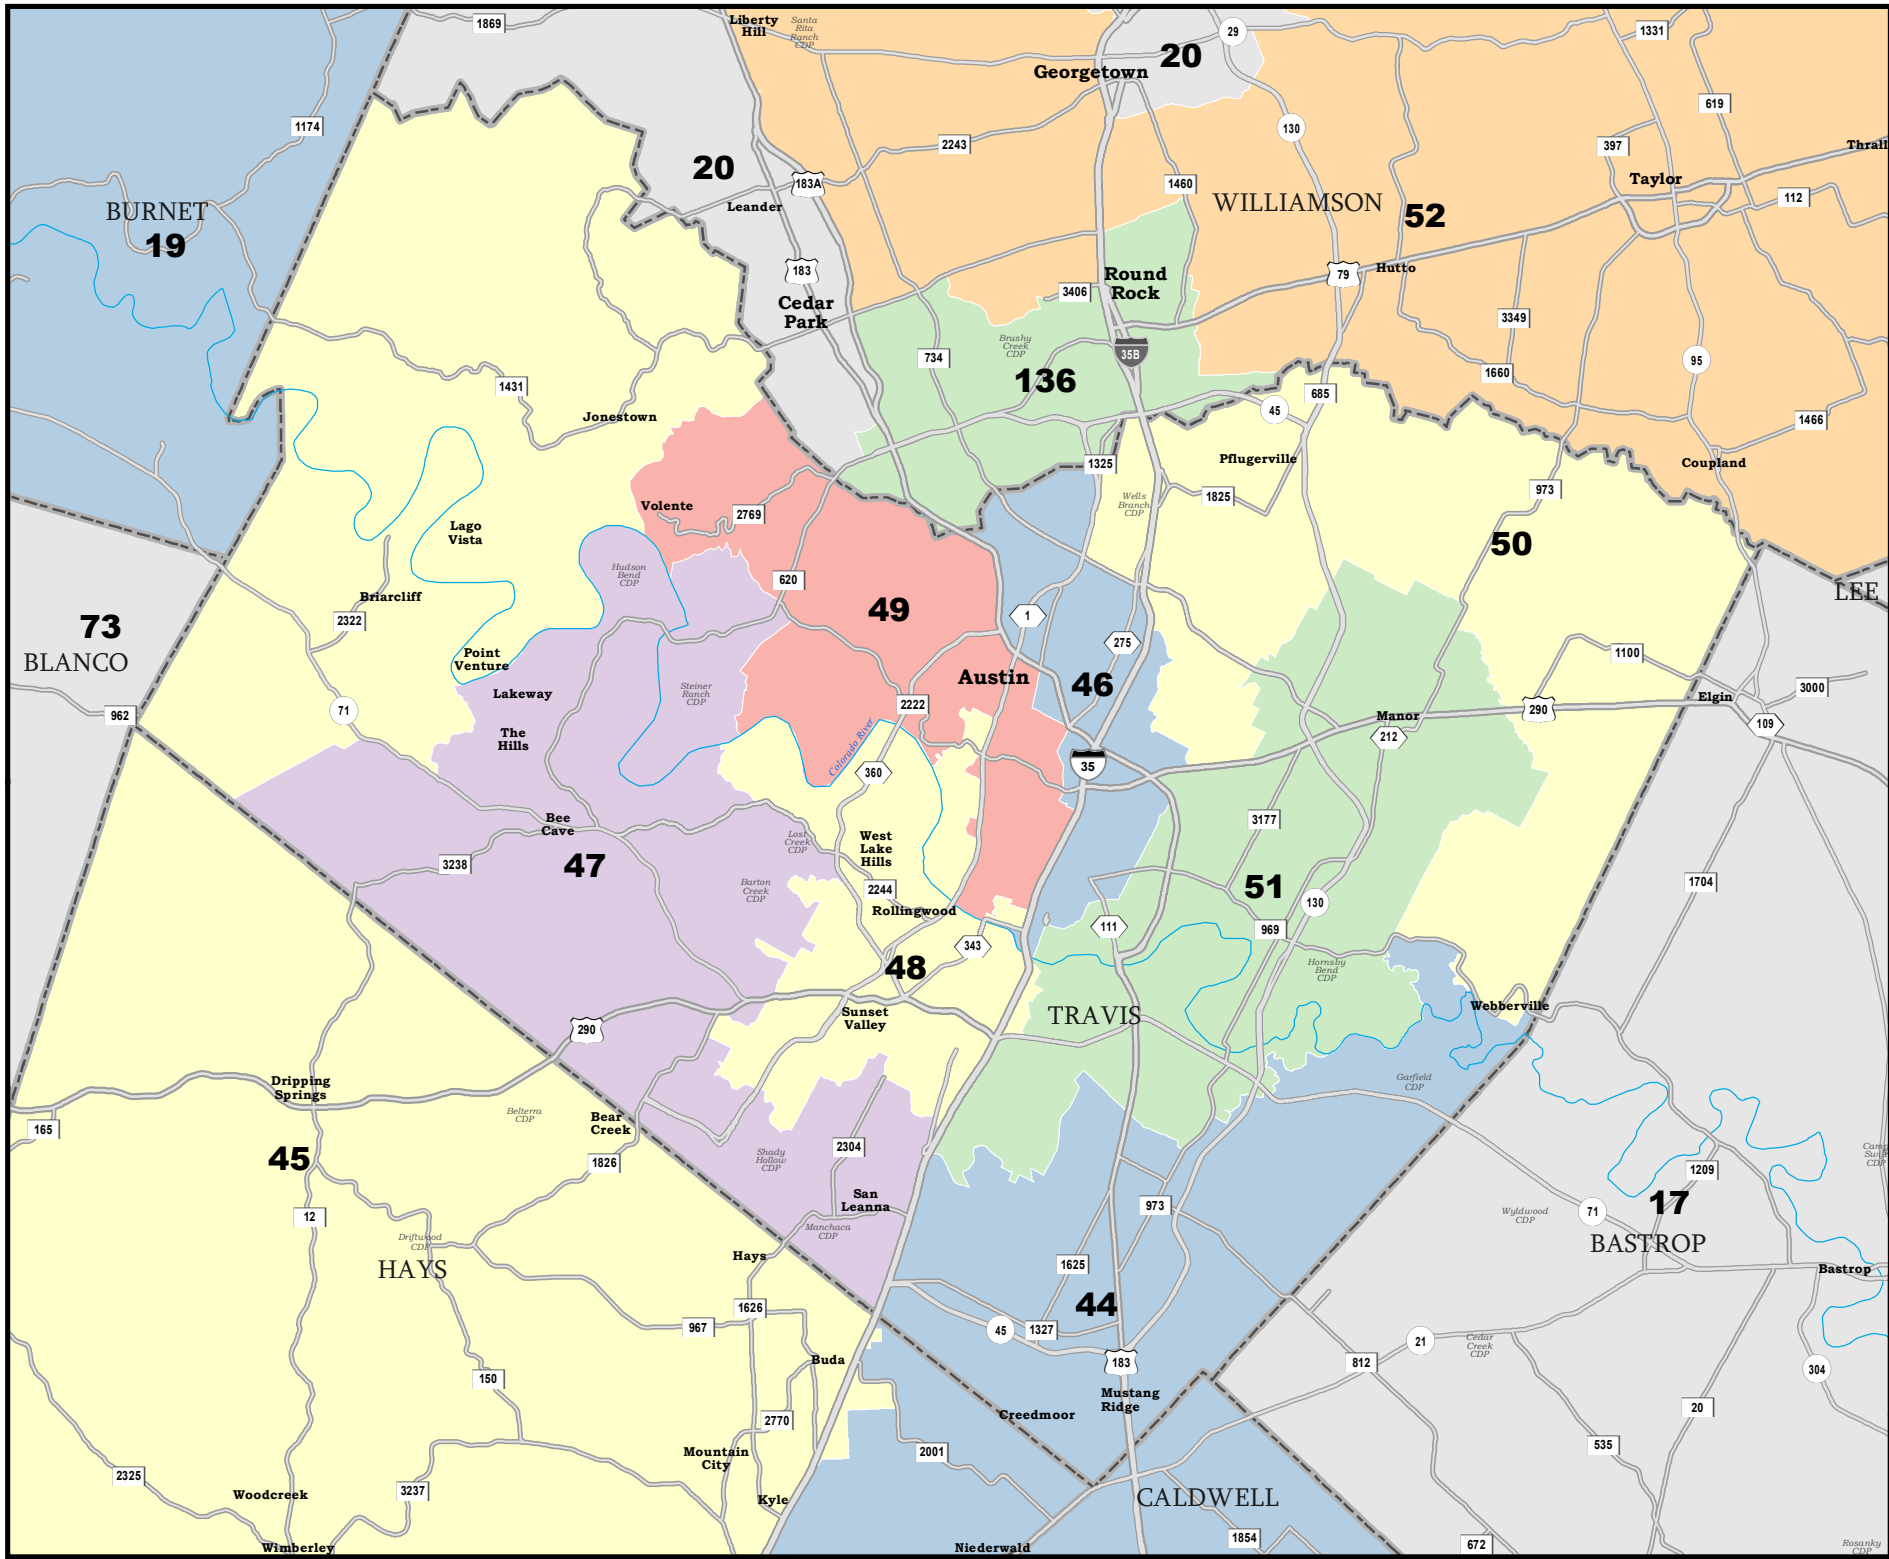 1869
Liberty
Hill
Santa
Rita
Ranch
CDP
20
29
1331
Georgetown
619
1174
130
2243
397
Thrall
20
183A
1460
Taylor
112
Leander
WILLIAMSON
52
BURNET
19
183
Cedar
Park
Round
Rock
79
Hutto
3406
3349
Brushy
Creek
CDP
734
35B
95
1660
136
1431
685
45
Jonestown
1466
Pflugerville
Coupland
1325
973
1825
Wells
Branch
CDP
Volente
2769
Lago
Vista
50
Hudson
Bend
CDP
620
LEE
Briarcliff
49
1
2322
73
BLANCO
275
1100
Point
Venture
Austin
46
Steiner
Ranch
CDP
Lakeway
3000
Elgin
962
71
2222
290
Manor
109
The
Hills
212
Colorado River
360
35
Bee
Cave
3177
Lost
Creek
CDP
West
Lake
Hills
3238
47
Barton
Creek
CDP
2244
51
1704
Rollingwood
130
111
969
343
48
Hornsby
Bend
CDP
Webberville
Sunset
Valley
TRAVIS
290
Garfield
CDP
Dripping
Springs
Belterra
CDP
Bear
Creek
165
2304
Camp
Swift
CDP
45
Shady
Hollow
CDP
1826
1209
San
Leanna
973
17
12
Wyldwood
CDP
71
Manchaca
CDP
Driftwood
CDP
BASTROP
HAYS
Hays
1625
Bastrop
44
1626
967
45
1327
21
Cedar
Creek
CDP
Buda
183
812
304
150
Mustang
Ridge
Creedmoor
20
2770
2001
535
Mountain
City
2325
3237
Woodcreek
Kyle
CALDWELL
1854
672
Wimberley
Niederwald
Rosanky
CDP